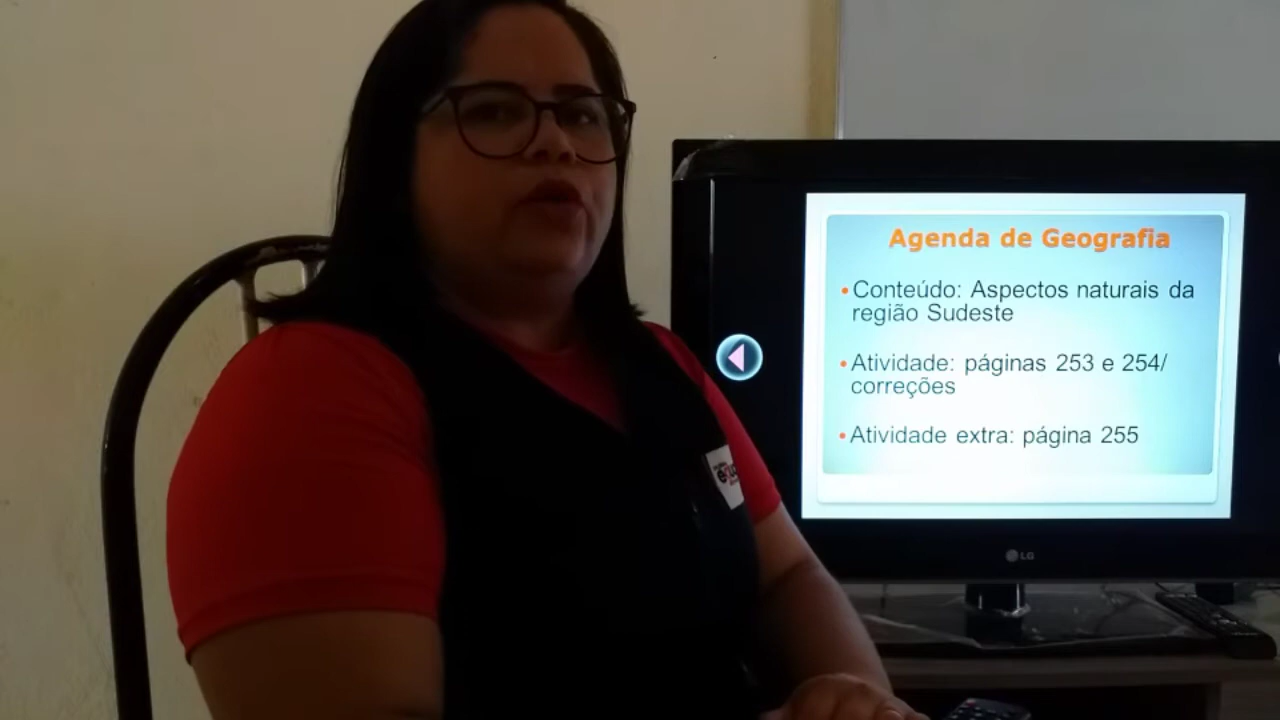 Agenda de Geografia
•Conteúdo: Aspectos naturais da
região Sudeste
•Atividade: páginas 253 e 254/
correções
•Atividade extra: página 255
LG